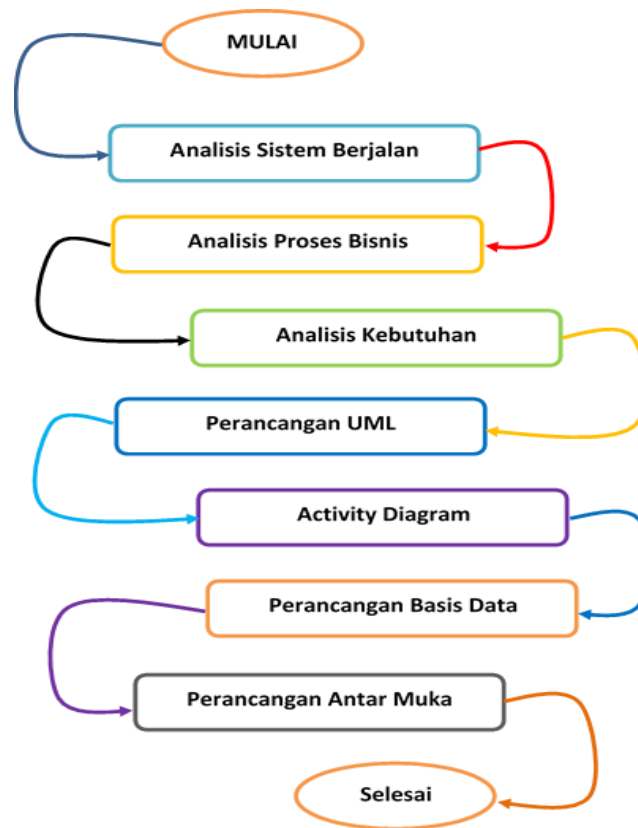 MULAI
Analisis Sistem Berjalan
Analisis Proses Bisnis
Analisis Kebutuhan
Perancangan UML
Activity Diagram
Perancangan Basis Data
Perancangan Antar Muka
Selesai